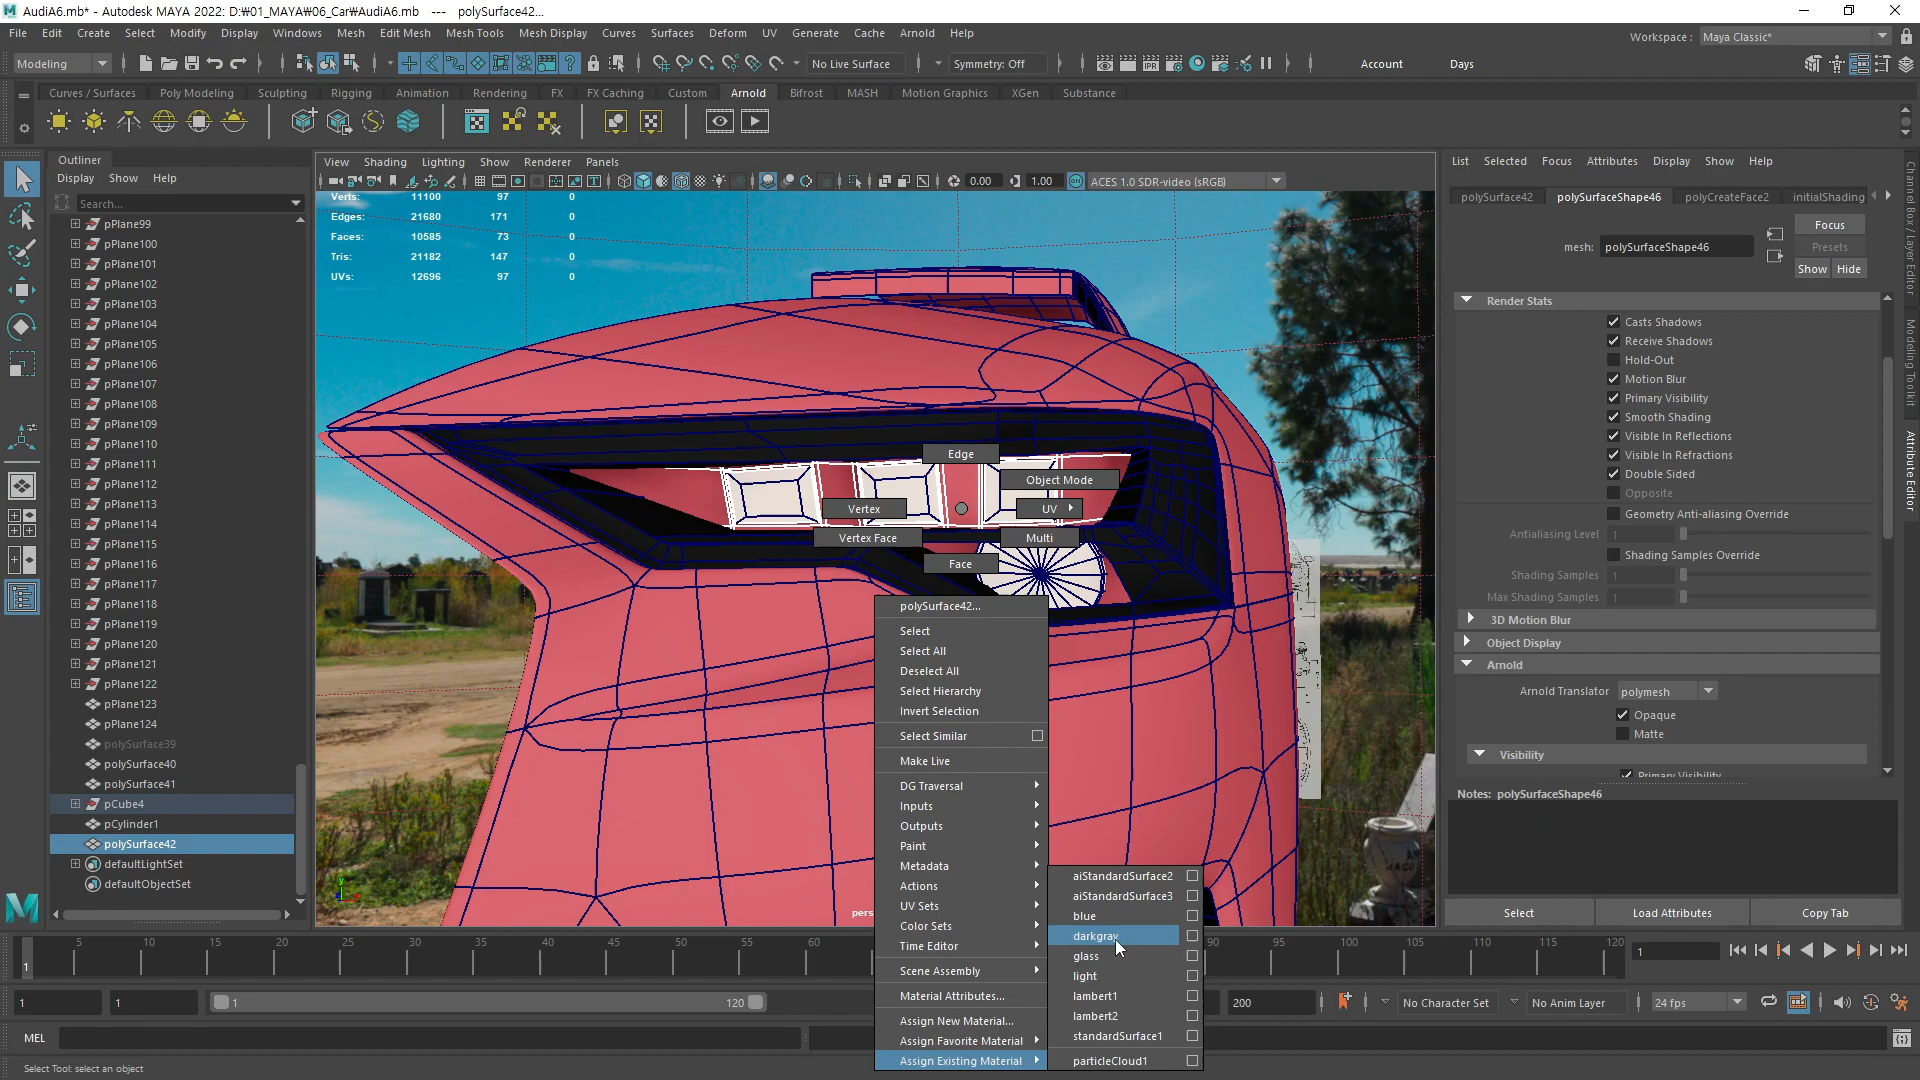 AudiA6.mb* - Autodesk MAYA 2022: D:₩01_MAYA₩06_Car₩AudiA6.mb   ---   polySurface42...
File Edit Create Select Modify Display Windows Mesh Edit Mesh Mesh Tools Mesh Display Curves Surfaces Deform UV Generate Cache Arnold Help
Workspace : Maya Classic*
Modeling No Live Surface Symmetry: Off Account Days
Curves / Surfaces Poly Modeling Sculpting Rigging Animation Rendering FX FX Caching Custom Arnold Bifrost MASH Motion Graphics XGen Substance
Outliner
Display Show Help
Search...
pPlane99
pPlane100
pPlane101
pPlane102
pPlane103
pPlane104
pPlane105
pPlane106
pPlane107
pPlane108
pPlane109
pPlane110
pPlane111
pPlane112
pPlane113
pPlane114
pPlane115
pPlane116
pPlane117
pPlane118
pPlane119
pPlane120
pPlane121
pPlane122
pPlane123
pPlane124
polySurface39
polySurface40
polySurface41
pCube4
pCylinder1
polySurface42
defaultLightSet
defaultObjectSet
View Shading Lighting Show Renderer Panels
0.00 1.00 ACES 1.0 SDR-video (sRGB)
Verts: 11100 97 0
Edges: 21680 171 0
Faces: 10585 73 0
Tris: 21182 147 0
UVs: 12696 97 0
Edge
Object Mode
Vertex
UV
Vertex Face
Multi
Face
polySurface42...
Select
Select All
Deselect All
Select Hierarchy
Invert Selection
Select Similar
Make Live
DG Traversal
Inputs
Outputs
Paint
Metadata
Actions
UV Sets
Color Sets
Time Editor
Scene Assembly
Material Attributes...
Assign New Material...
Assign Favorite Material
Assign Existing Material
aiStandardSurface2
aiStandardSurface3
blue
darkgray
glass
light
lambert1
lambert2
standardSurface1
particleCloud1
pers
List Selected Focus Attributes Display Show Help
polySurface42 polySurfaceShape46 polyCreateFace2 initialShading
mesh: polySurfaceShape46
Focus
Presets
Show Hide
Render Stats
Casts Shadows
Receive Shadows
Hold-Out
Motion Blur
Primary Visibility
Smooth Shading
Visible In Reflections
Visible In Refractions
Double Sided
Opposite
Geometry Anti-aliasing Override
Antialiasing Level 1
Shading Samples Override
Shading Samples 1
Max Shading Samples 1
3D Motion Blur
Object Display
Arnold
Arnold Translator polymesh
Opaque
Matte
Visibility
Primary Visibility
Notes: polySurfaceShape46
Select Load Attributes Copy Tab
Channel Box / Layer Editor
Modeling Toolkit
Attribute Editor
5 10 15 20 25 30 35 40 45 50 55 60 90 95 100 105 110 115 120
1 1
1 1 1 120 200 No Character Set No Anim Layer 24 fps
MEL
Select Tool: select an object